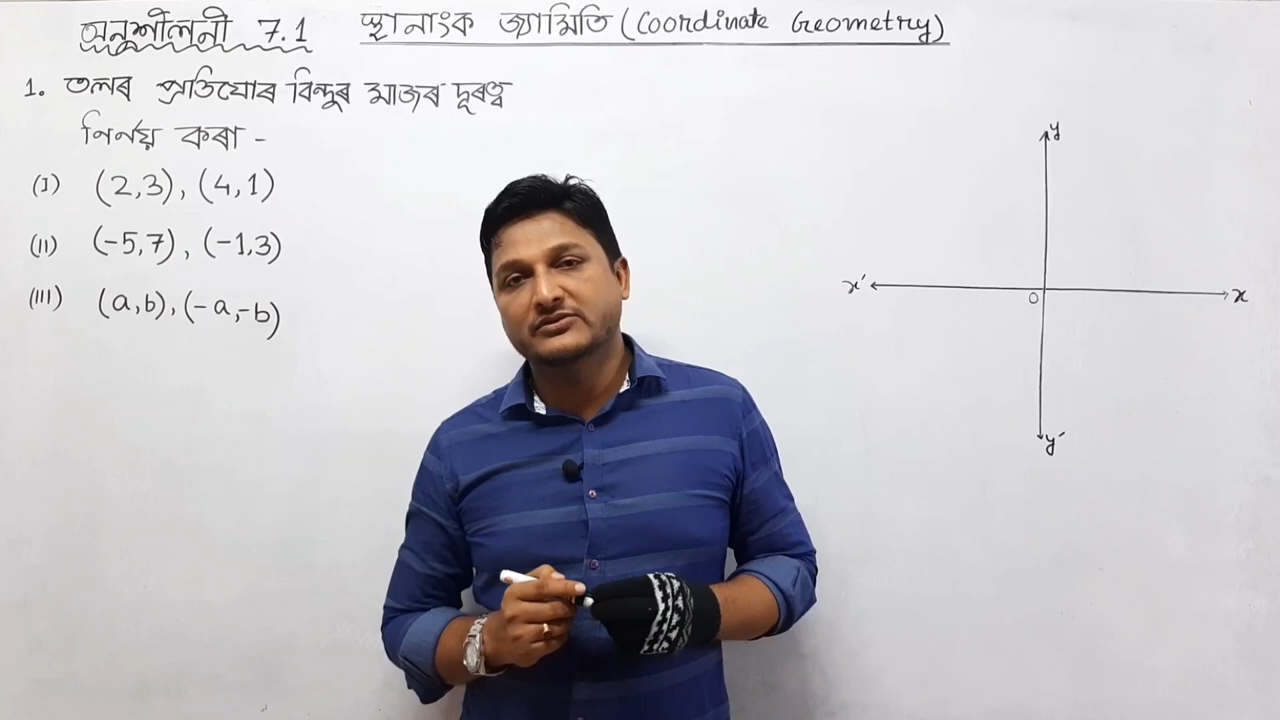 অনুশীলনী 7.1 স্থানাংক জ্যামিতি (Coordinate Geometry)
1. তলৰ প্ৰতিযোৰ বিন্দুৰ মাজৰ দূৰত্ব
নিৰ্ণয় কৰা -
(I) (2,3), (4,1)
(II) (-5,7), (-1,3)
(III) (a,b), (-a,-b)
y
x' O x
y'